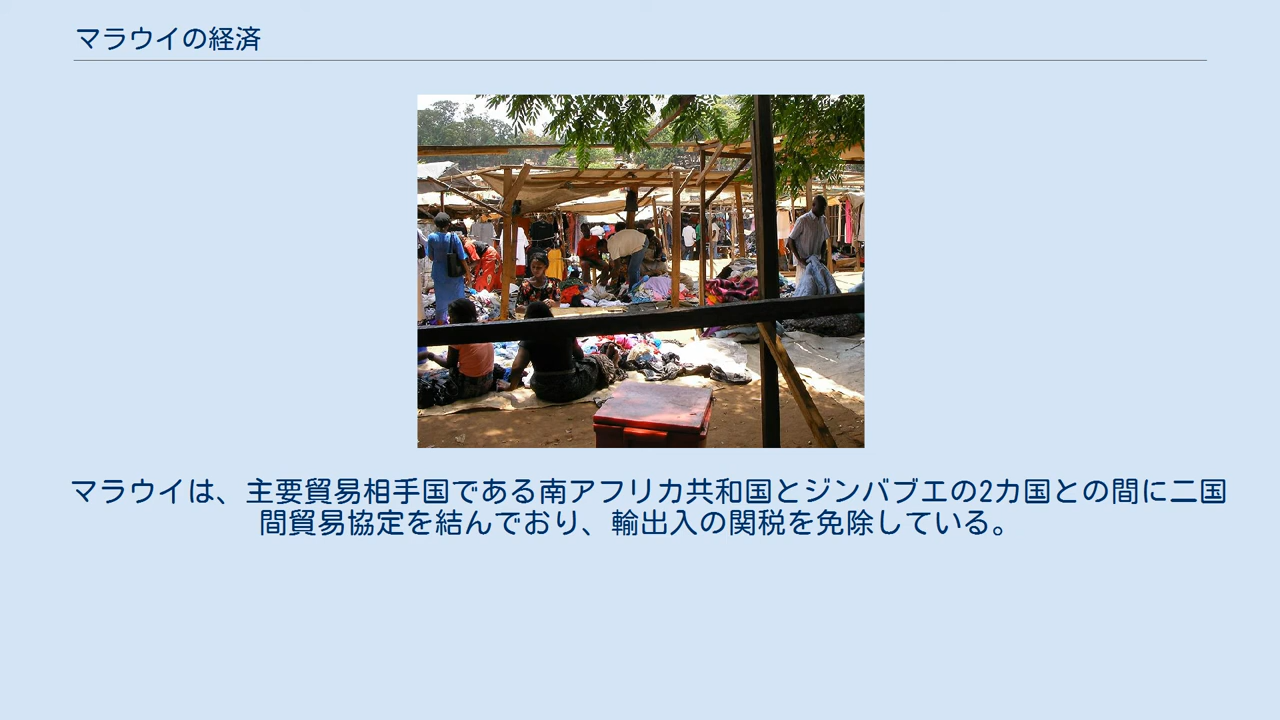 マラウイの経済
マラウイは、主要貿易相手国である南アフリカ共和国とジンバブエの2カ国との間に二国
間貿易協定を結んでおり、輸出入の関税を免除している。